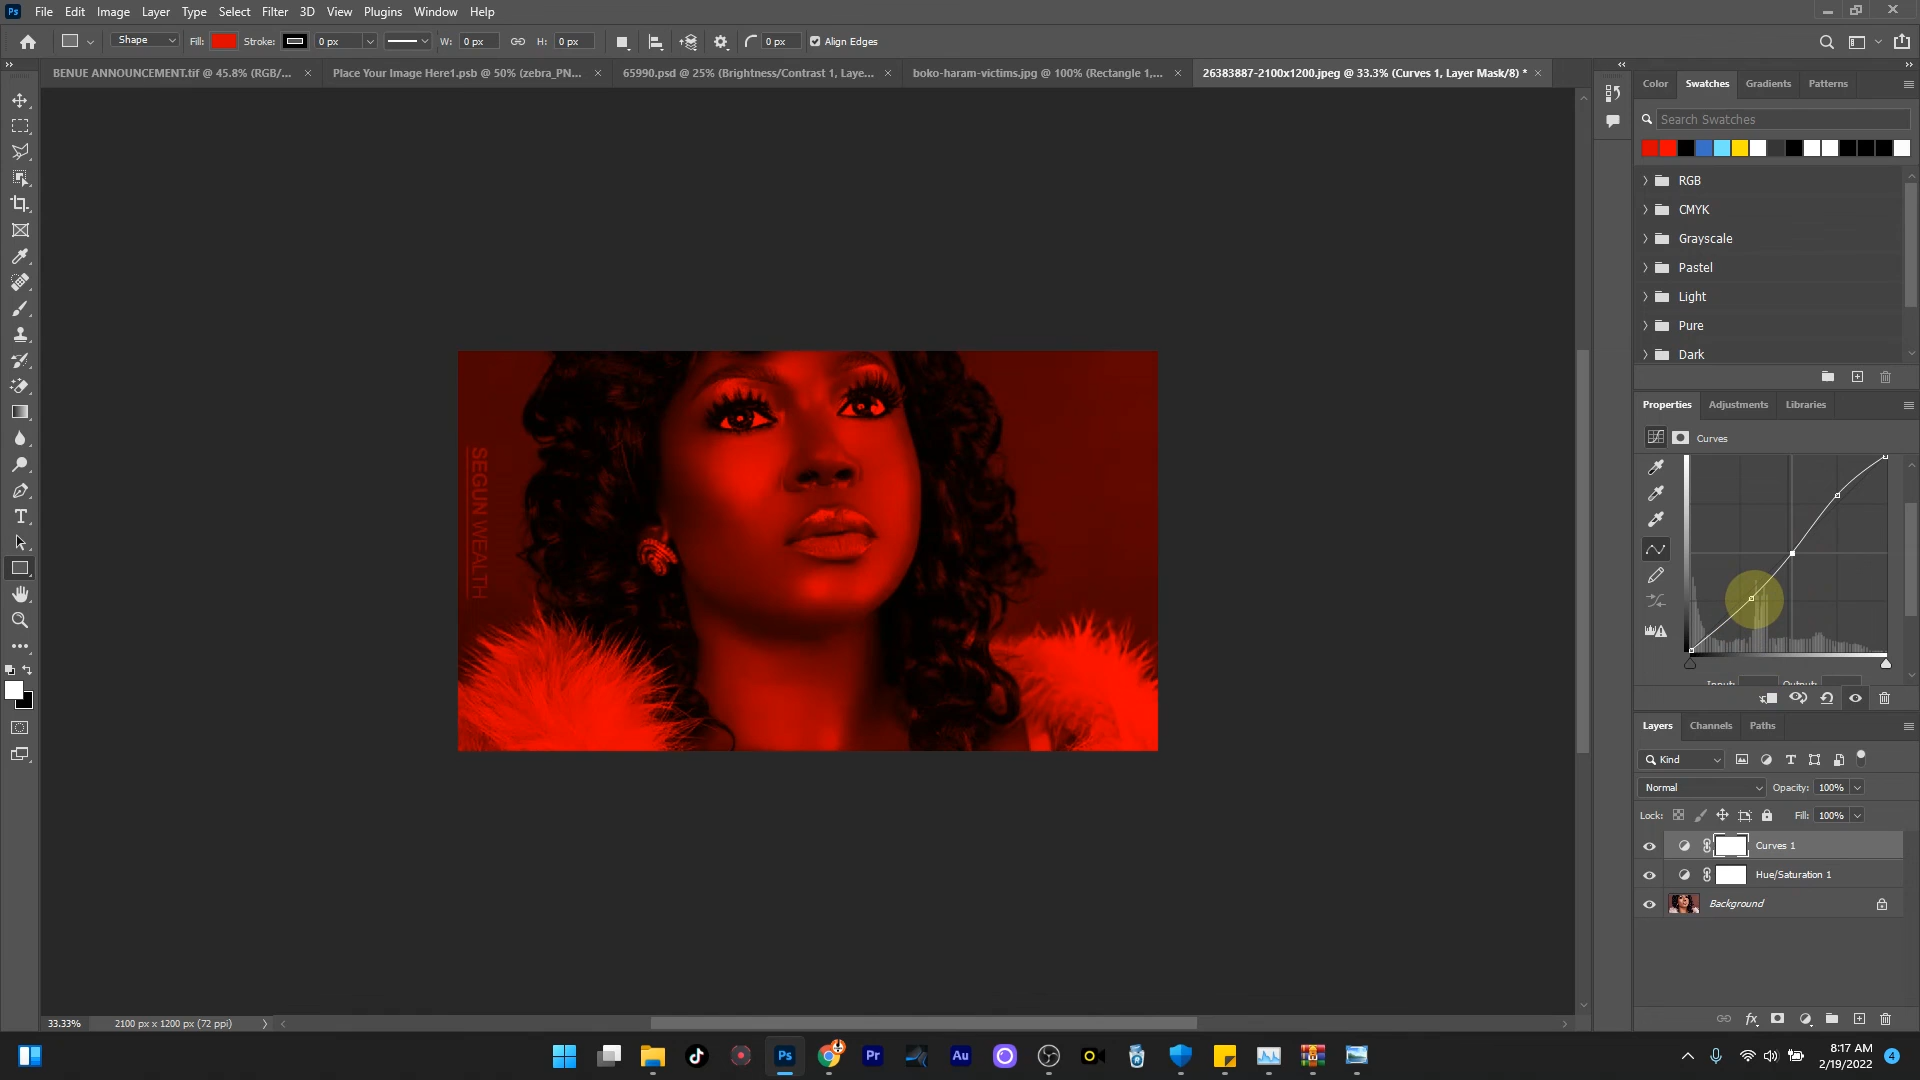 Ps File Edit Image Layer Type Select Filter 3D View Plugins Window Help
Shape Fill: Stroke: 0 px W: 0 px H: 0 px 0 px Align Edges
BENUE ANNOUNCEMENT.tif @ 45.8% (RGB/... × Place Your Image Here1.psb @ 50% (zebra_PN... × 65990.psd @ 25% (Brightness/Contrast 1, Laye... × boko-haram-victims.jpg @ 100% (Rectangle 1,... × 26383887-2100x1200.jpeg @ 33.3% (Curves 1, Layer Mask/8) * ×
Color Swatches Gradients Patterns
Search Swatches
RGB
CMYK
Grayscale
Pastel
Light
Pure
Dark
Properties Adjustments Libraries
Curves
SEGUN WEALTH
Layers Channels Paths
Kind
Normal Opacity: 100%
Lock: Fill: 100%
Curves 1
Hue/Saturation 1
Background
33.33% 2100 px x 1200 px (72 ppi)
Ps Pr Au
8:17 AM
2/19/2022
4